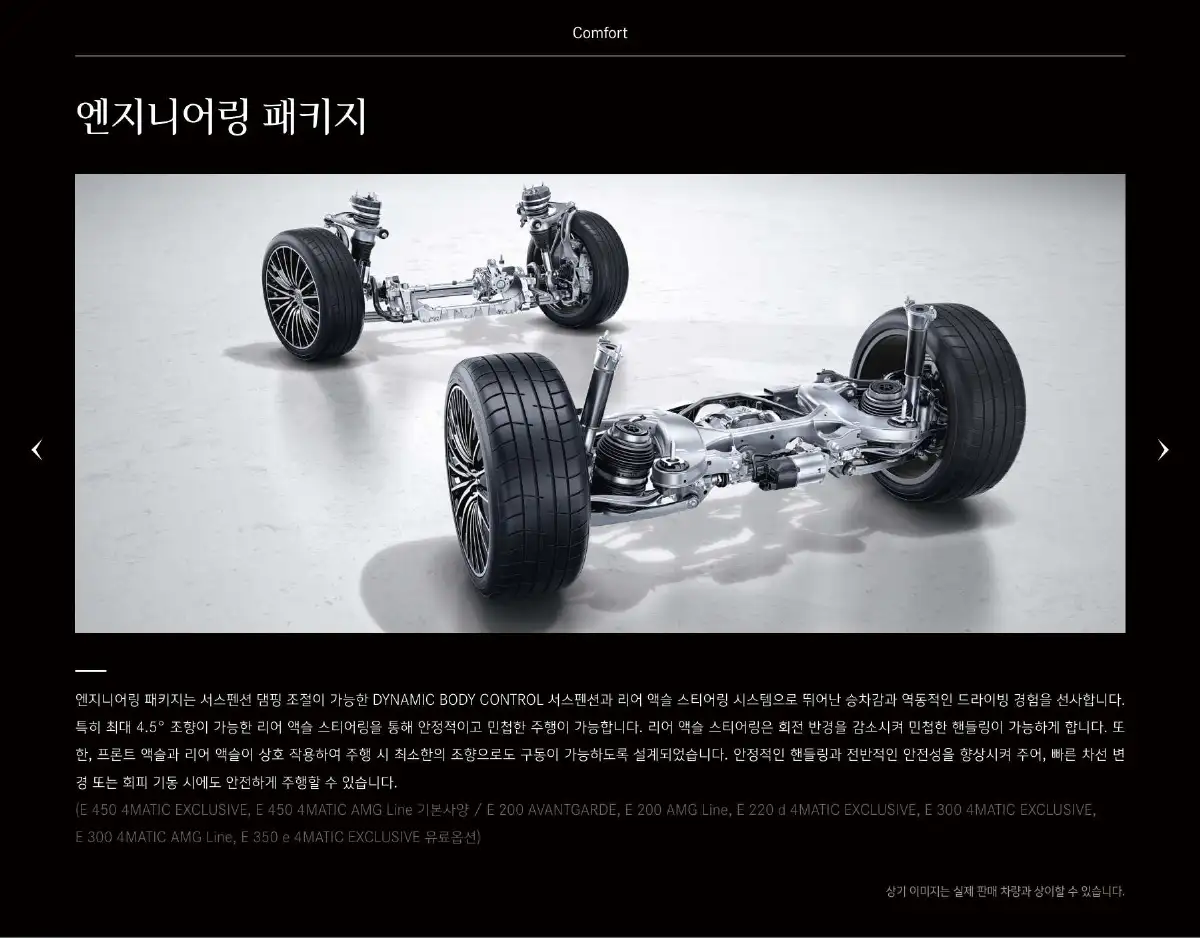 Comfort
엔지니어링 패키지
엔지니어링 패키지는 서스펜션 댐핑 조절이 가능한 DYNAMIC BODY CONTROL 서스펜션과 리어 액슬 스티어링 시스템으로 뛰어난 승차감과 역동적인 드라이빙 경험을 선사합니다.
특히 최대 4.5° 조향이 가능한 리어 액슬 스티어링을 통해 안정적이고 민첩한 주행이 가능합니다. 리어 액슬 스티어링은 회전 반경을 감소시켜 민첩한 핸들링이 가능하게 합니다. 또
한, 프론트 액슬과 리어 액슬이 상호 작용하여 주행 시 최소한의 조향으로도 구동이 가능하도록 설계되었습니다. 안정적인 핸들링과 전반적인 안전성을 향상시켜 주어, 빠른 차선 변
경 또는 회피 기동 시에도 안전하게 주행할 수 있습니다.
(E 450 4MATIC EXCLUSIVE, E 450 4MATIC AMG Line 기본사양 / E 200 AVANTGARDE, E 200 AMG Line, E 220 d 4MATIC EXCLUSIVE, E 300 4MATIC EXCLUSIVE,
E 300 4MATIC AMG Line, E 350 e 4MATIC EXCLUSIVE 유료옵션)
상기 이미지는 실제 판매 차량과 상이할 수 있습니다.